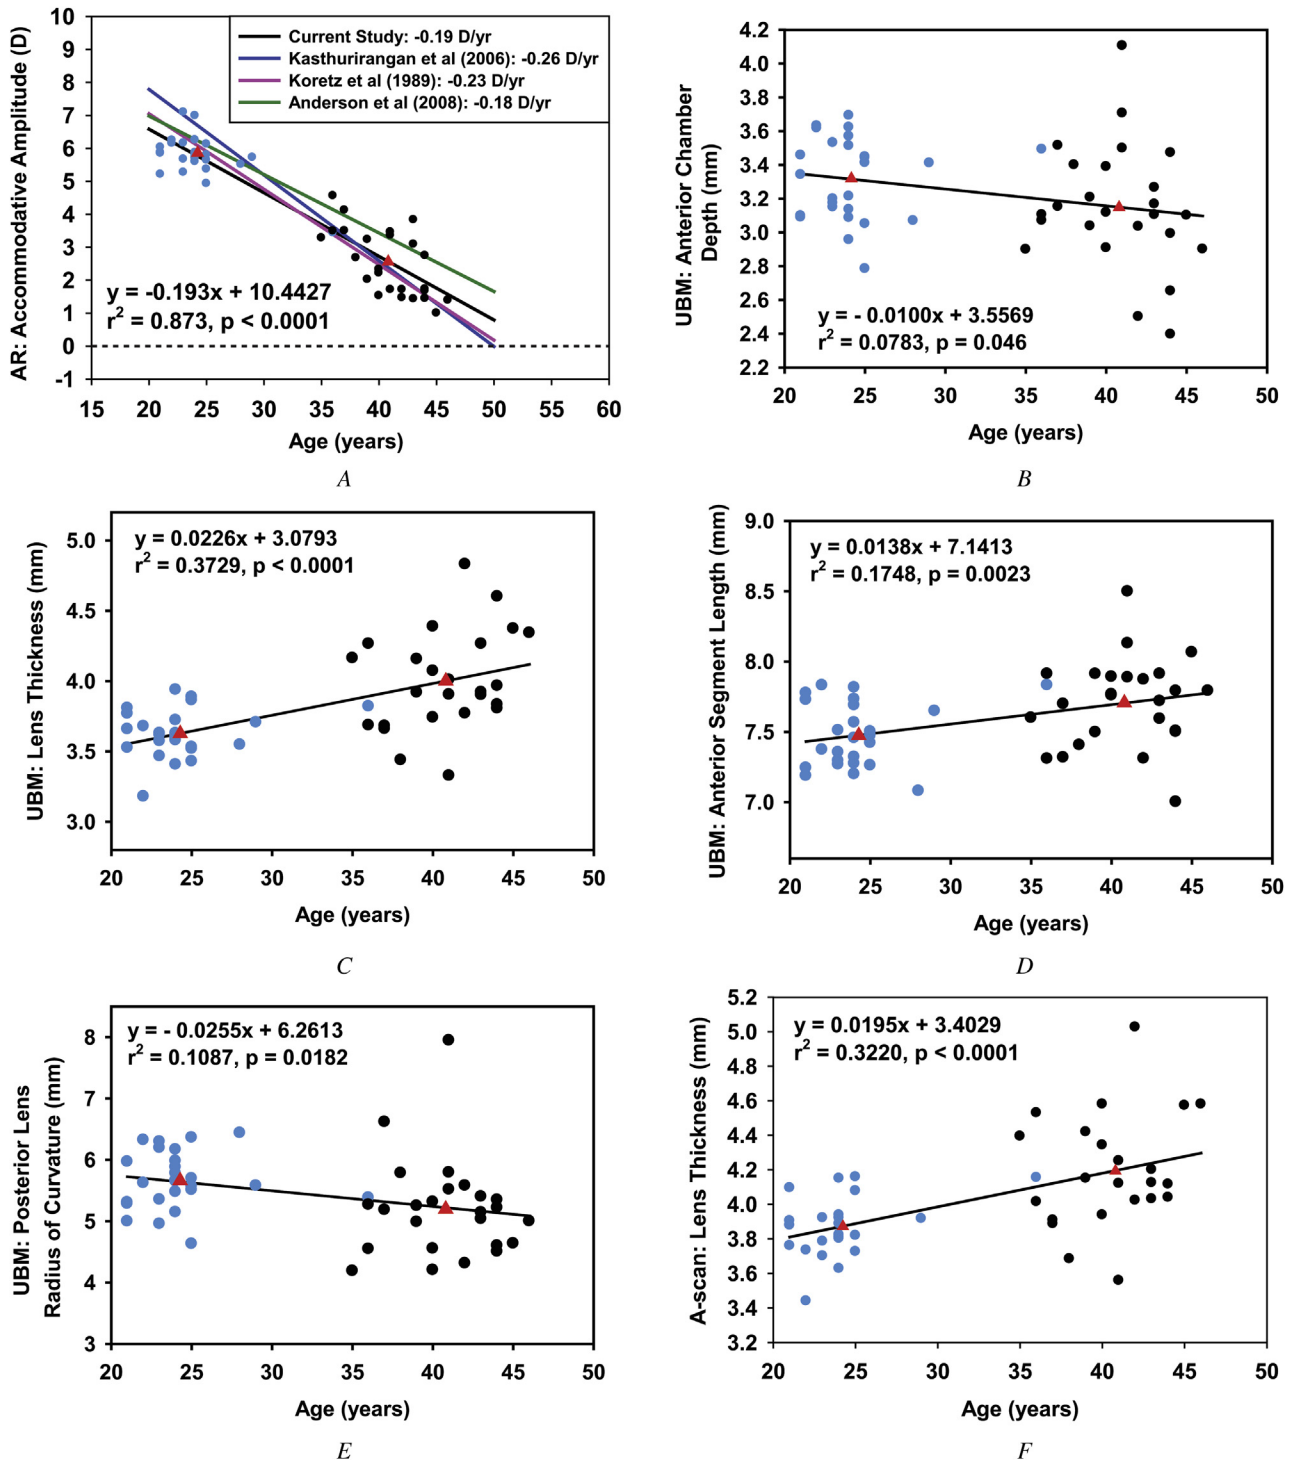 AR: Accommodative Amplitude (D)
10
9
8
7
6
5
4
3
2
1
0
-1
Current Study: -0.19 D/yr
Kasthurirangan et al (2006): -0.26 D/yr
Koretz et al (1989): -0.23 D/yr
Anderson et al (2008): -0.18 D/yr
y = -0.193x + 10.4427
r² = 0.873, p < 0.0001
15 20 25 30 35 40 45 50 55 60
Age (years)
A
UBM: Anterior Chamber
Depth (mm)
4.2
4.0
3.8
3.6
3.4
3.2
3.0
2.8
2.6
2.4
2.2
y = - 0.0100x + 3.5569
r² = 0.0783, p = 0.046
20 25 30 35 40 45 50
Age (years)
B
UBM: Lens Thickness (mm)
5.0
4.5
4.0
3.5
3.0
y = 0.0226x + 3.0793
r² = 0.3729, p < 0.0001
20 25 30 35 40 45 50
Age (years)
C
UBM: Anterior Segment Length (mm)
9.0
8.5
8.0
7.5
7.0
y = 0.0138x + 7.1413
r² = 0.1748, p = 0.0023
20 25 30 35 40 45 50
Age (years)
D
UBM: Posterior Lens
Radius of Curvature (mm)
8
7
6
5
4
3
y = - 0.0255x + 6.2613
r² = 0.1087, p = 0.0182
20 25 30 35 40 45 50
Age (years)
E
A-scan: Lens Thickness (mm)
5.2
5.0
4.8
4.6
4.4
4.2
4.0
3.8
3.6
3.4
3.2
y = 0.0195x + 3.4029
r² = 0.3220, p < 0.0001
20 25 30 35 40 45 50
Age (years)
F